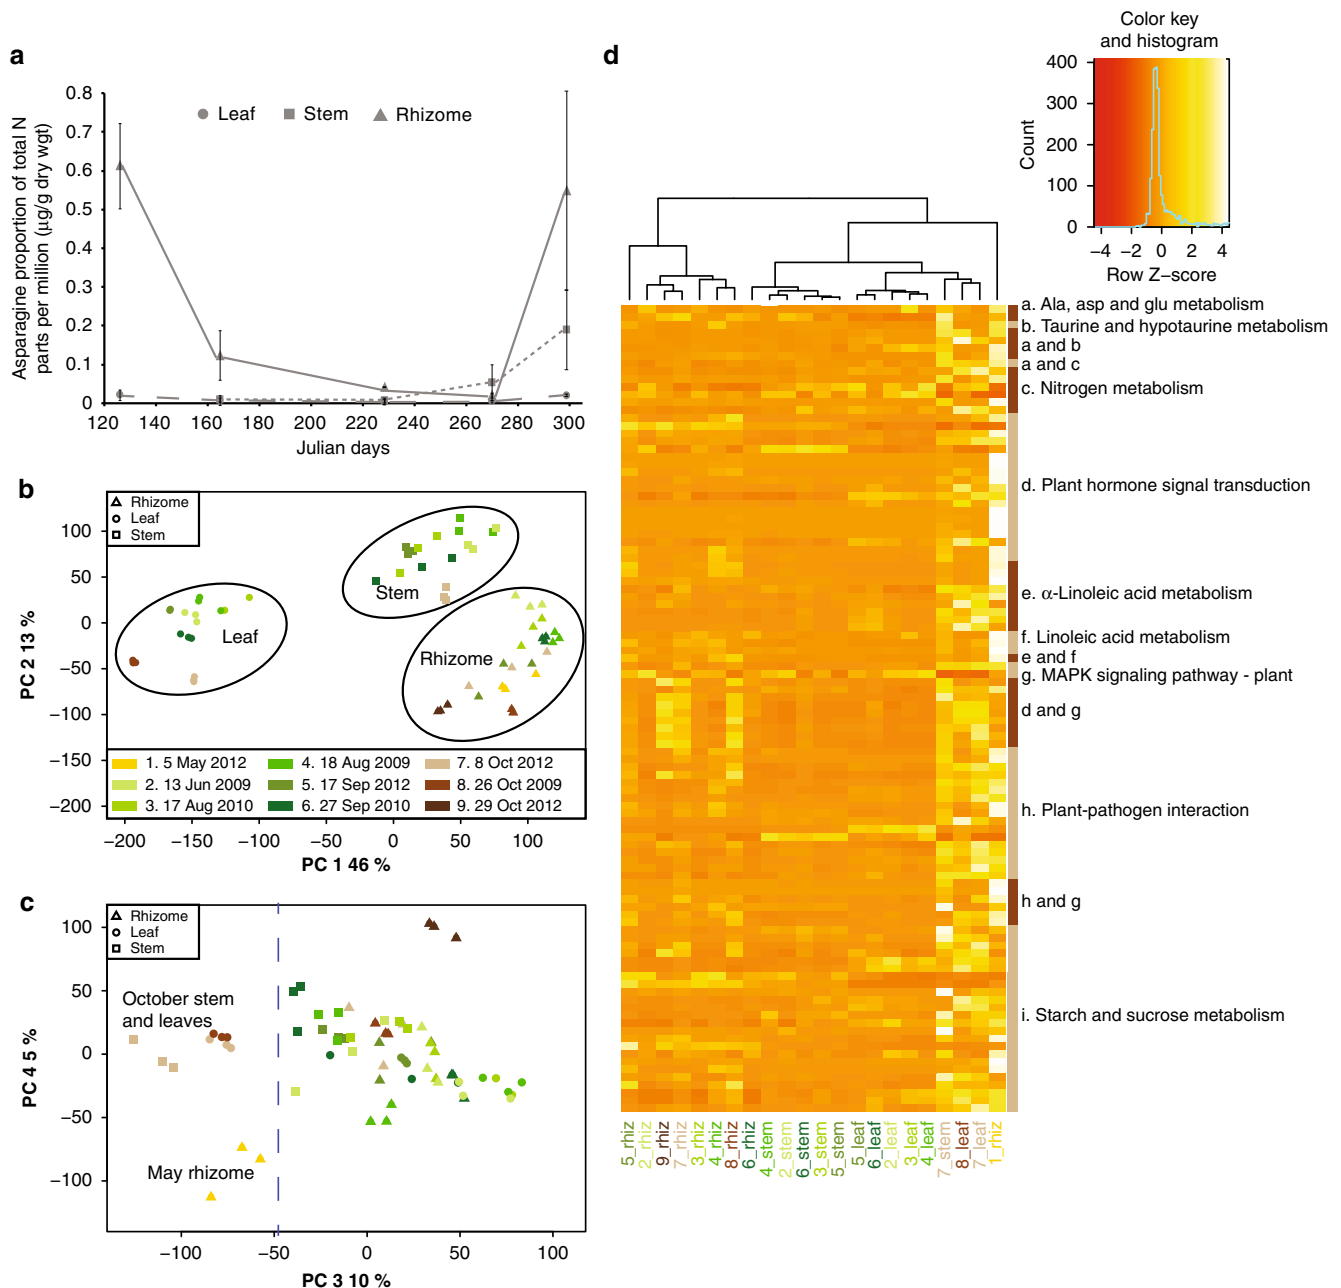 a
Leaf
Stem
Rhizome
Asparagine proportion of total N
parts per million (µg/g dry wgt)
0.8
0.7
0.6
0.5
0.4
0.3
0.2
0.1
0
120 140 160 180 200 220 240 260 280 300
Julian days
b
Rhizome
Leaf
Stem
Stem
Leaf
Rhizome
PC 2 13 %
100
50
0
−50
−100
−150
−200
1. 5 May 2012
2. 13 Jun 2009
3. 17 Aug 2010
4. 18 Aug 2009
5. 17 Sep 2012
6. 27 Sep 2010
7. 8 Oct 2012
8. 26 Oct 2009
9. 29 Oct 2012
−200 −150 −100 −50 0 50 100
PC 1 46 %
c
Rhizome
Leaf
Stem
October stem
and leaves
May rhizome
PC 4 5 %
100
50
0
−50
−100
−100 −50 0 50 100
PC 3 10 %
d
Color key
and histogram
Count
400
300
200
100
0
−4 −2 0 2 4
Row Z−score
a. Ala, asp and glu metabolism
b. Taurine and hypotaurine metabolism
a and b
a and c
c. Nitrogen metabolism
d. Plant hormone signal transduction
e. α-Linoleic acid metabolism
f. Linoleic acid metabolism
e and f
g. MAPK signaling pathway - plant
d and g
h. Plant-pathogen interaction
h and g
i. Starch and sucrose metabolism
5_rhiz
2_rhiz
9_rhiz
7_rhiz
3_rhiz
4_rhiz
8_rhiz
6_rhiz
4_stem
2_stem
6_stem
3_stem
5_stem
5_leaf
6_leaf
2_leaf
3_leaf
4_leaf
7_stem
8_leaf
7_leaf
1_rhiz